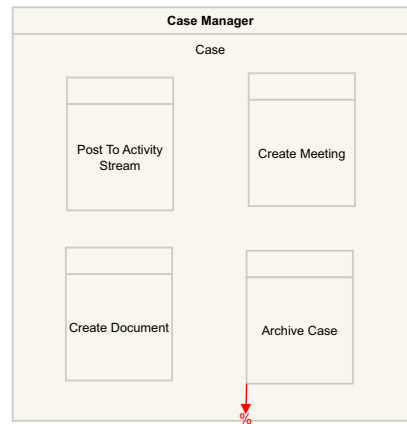 Case Manager
Case
Post To Activity
Stream
Create Meeting
Create Document
Archive Case
%